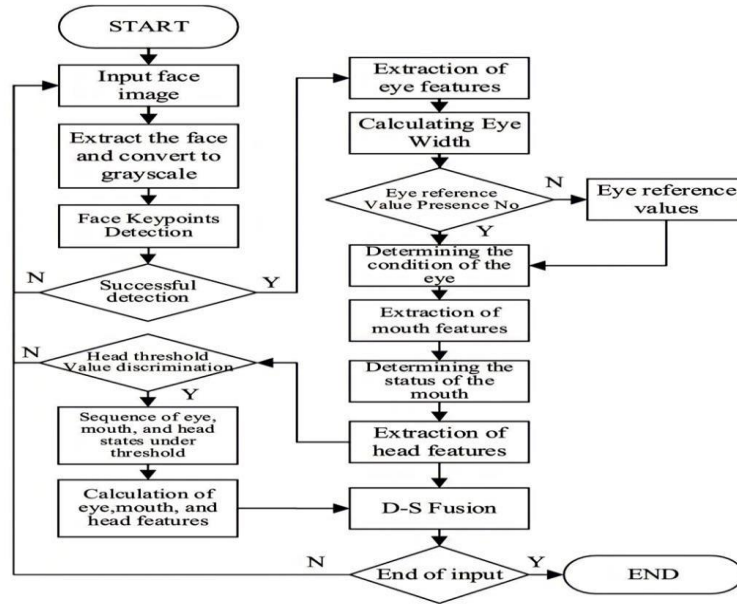 START
Input face
image
Extract the face
and convert to
grayscale
Face Keypoints
Detection
N
Successful
detection
Y
Extraction of
eye features
Calculating Eye
Width
Eye reference
Value Presence No
N
Eye reference
values
Y
Determining the
condition of the
eye
Extraction of
mouth features
Determining the
status of the
mouth
Extraction of
head features
N
Head threshold
Value discrimination
Y
Sequence of eye,
mouth, and head
states under
threshold
Calculation of
eye,mouth, and
head features
D-S Fusion
N
End of input
Y
END